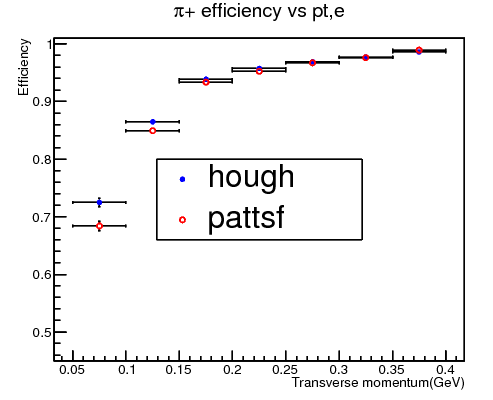 π+ efficiency vs pt,e
Efficiency
1
0.9
0.8
0.7
0.6
0.5
hough
pattsf
0.05 0.1 0.15 0.2 0.25 0.3 0.35 0.4
Transverse momentum(GeV)